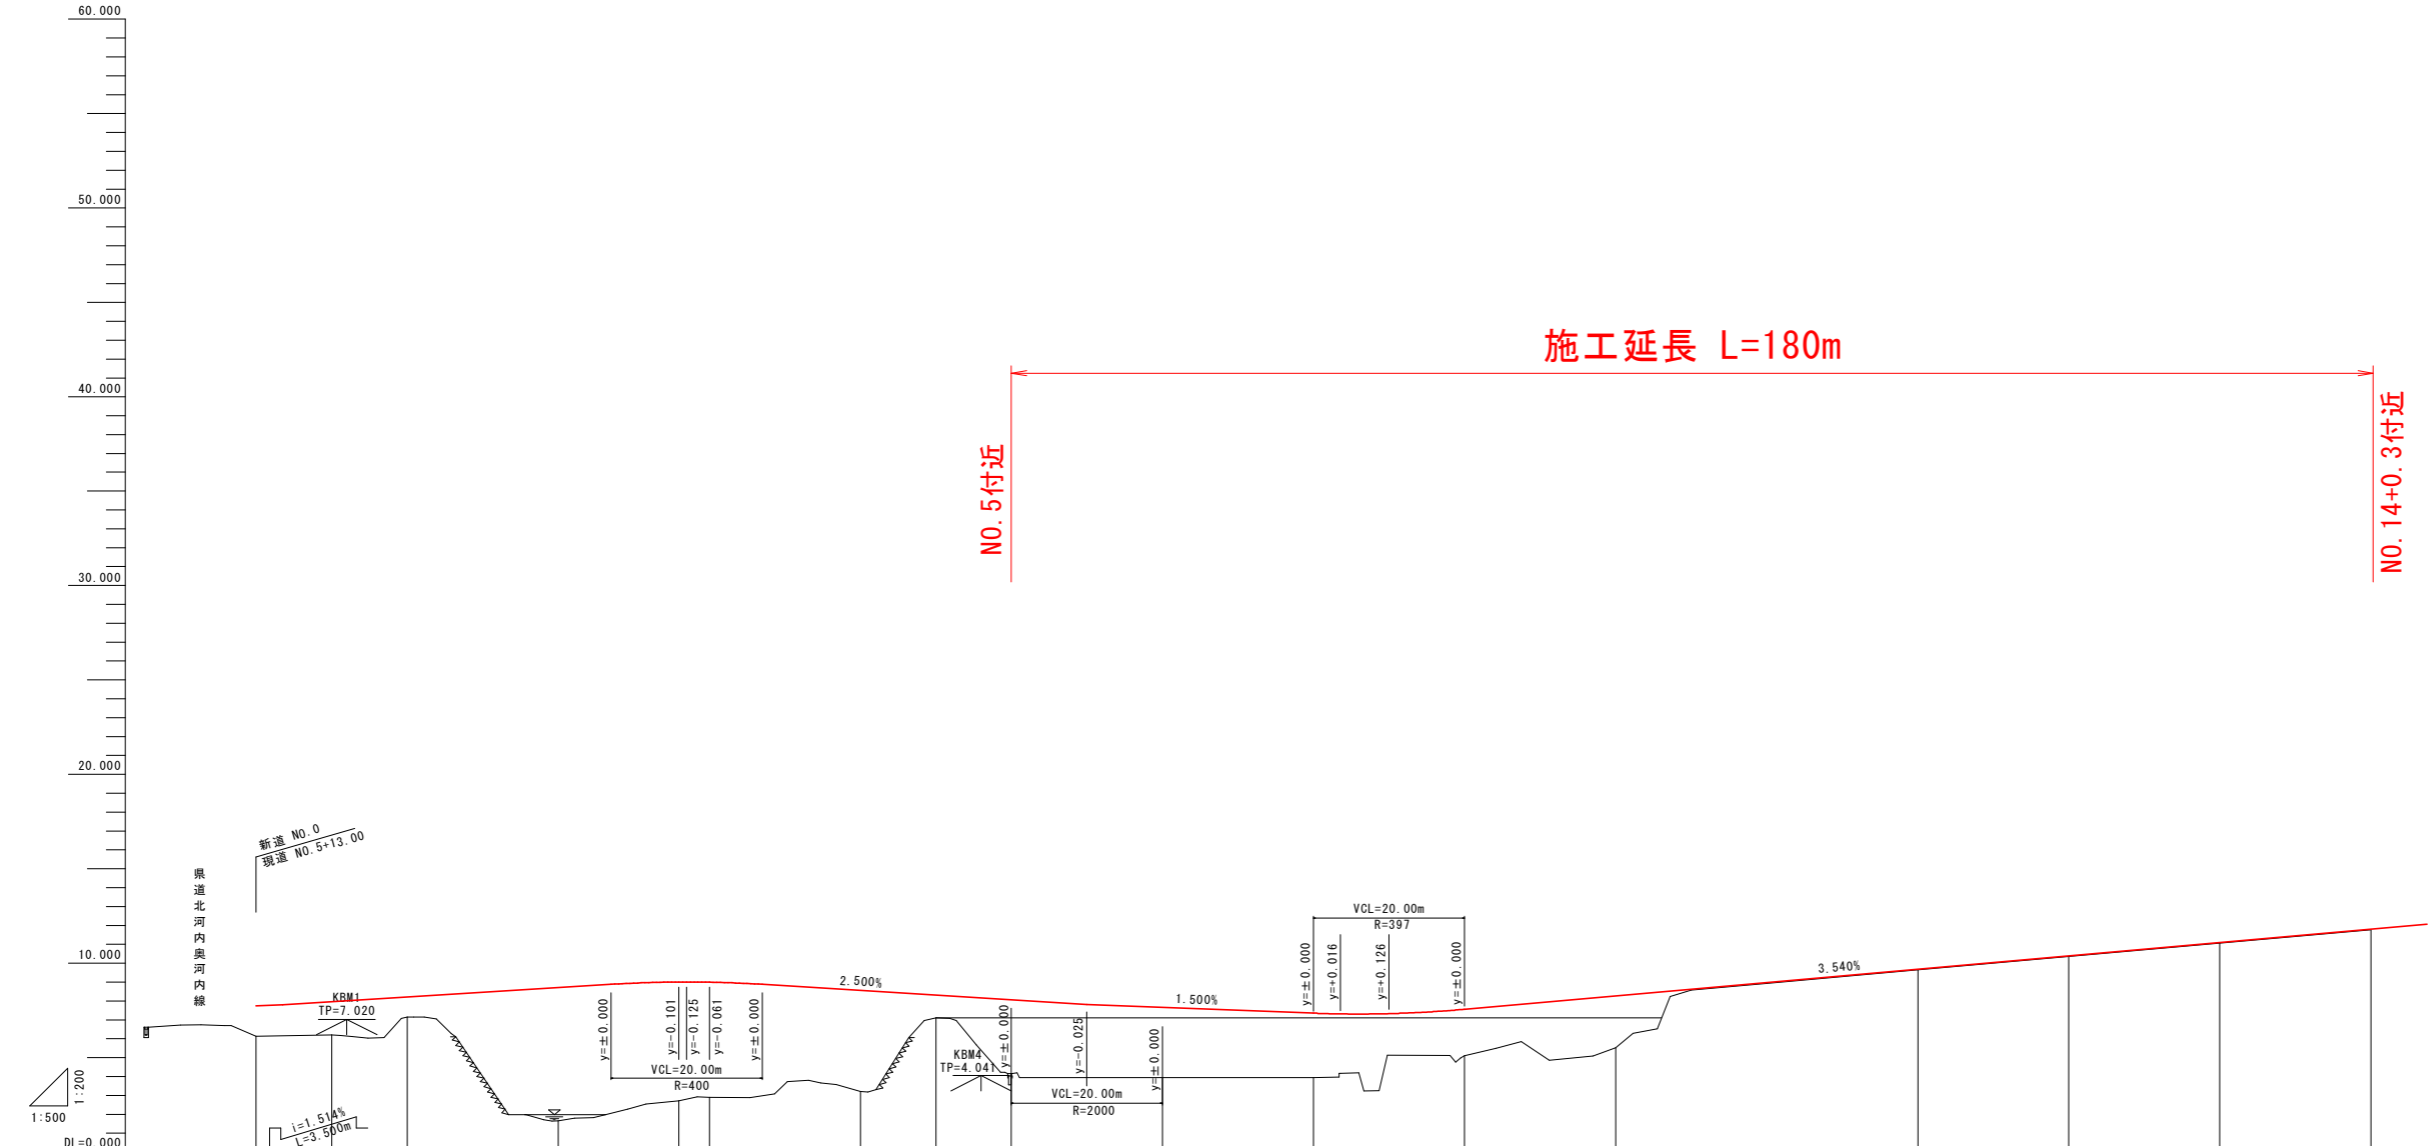 60.000
50.000
40.000
30.000
20.000
10.000
DL=0.000
施工延長 L=180m
NO.5付近
NO.14+0.3付近
新道 NO.0
現道 NO.5+13.00
県道北河内奥河内線
KBM1
TP=7.020
1:200
1:500
i=1.514%
L=3.500m
y=±0.000
y=-0.101
y=-0.125
y=-0.061
y=±0.000
VCL=20.00m
R=400
2.500%
KBM4
TP=4.041
y=±0.000
y=-0.025
y=±0.000
VCL=20.00m
R=2000
1.500%
VCL=20.00m
R=397
y=±0.000
y=+0.016
y=+0.126
y=±0.000
3.540%